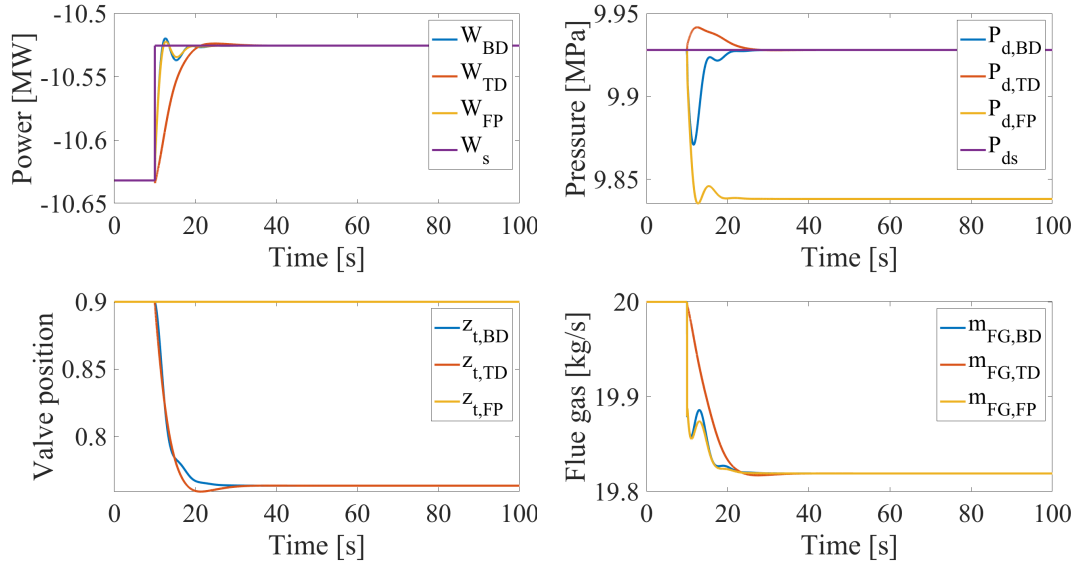 Power [MW]
-10.5
-10.55
-10.6
-10.65
0 20 40 60 80 100
Time [s]
W_BD
W_TD
W_FP
W_s
Pressure [MPa]
9.95
9.9
9.85
0 20 40 60 80 100
Time [s]
P_d,BD
P_d,TD
P_d,FP
P_ds
Valve position
0.9
0.85
0.8
0 20 40 60 80 100
Time [s]
z_t,BD
z_t,TD
z_t,FP
Flue gas [kg/s]
20
19.9
19.8
0 20 40 60 80 100
Time [s]
m_FG,BD
m_FG,TD
m_FG,FP